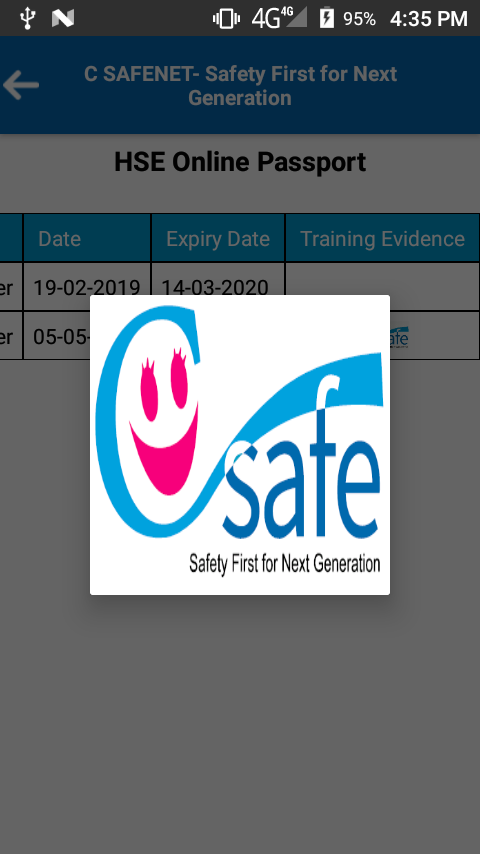 4G 4G 95% 4:35 PM
C SAFENET- Safety First for Next
Generation
HSE Online Passport
Date Expiry Date Training Evidence
er 19-02-2019 14-03-2020
er 05-05- afe
C safe
Safety First for Next Generation